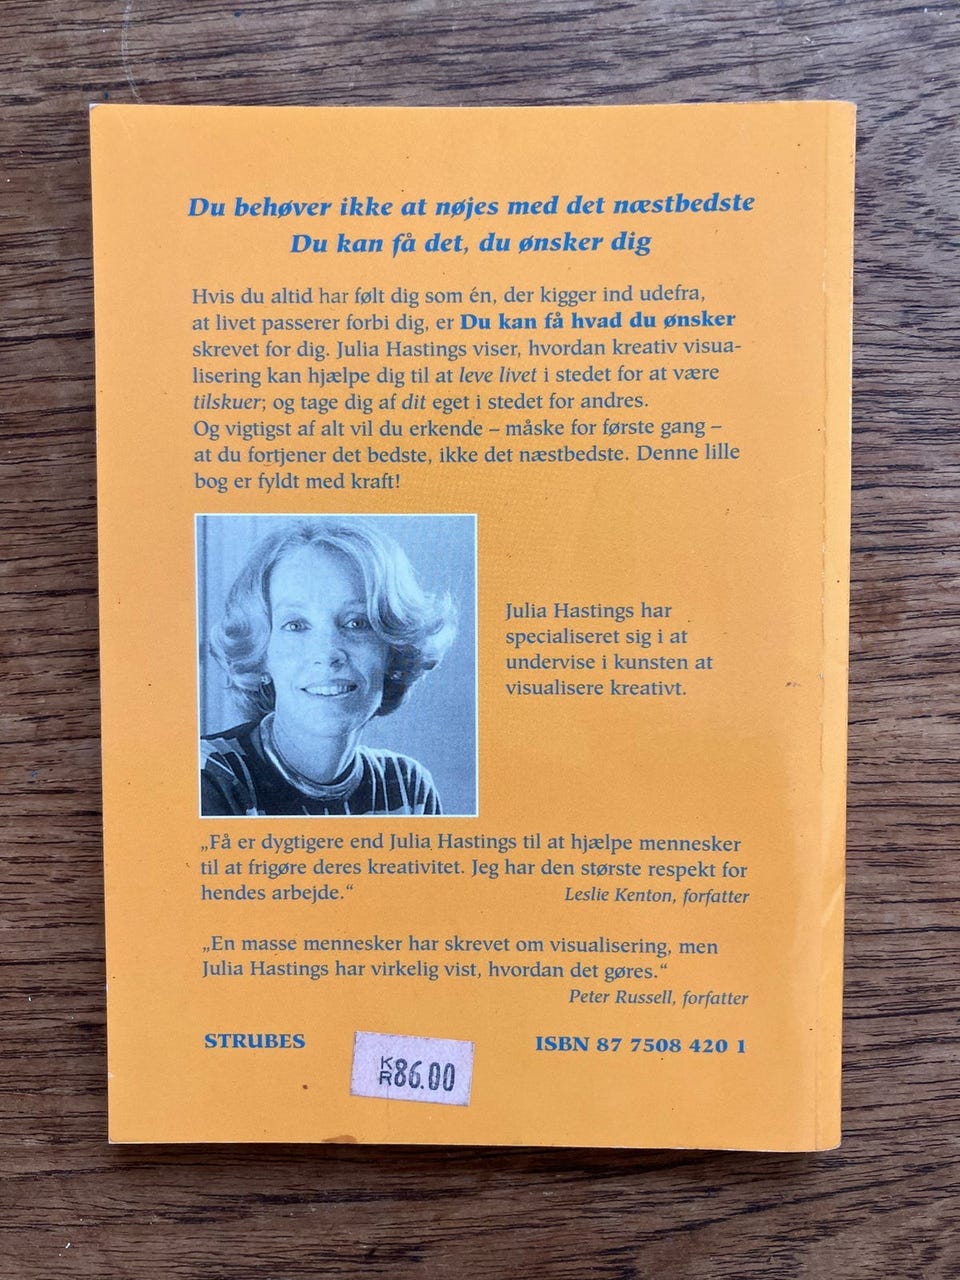 Du behøver ikke at nøjes med det næstbedste
Du kan få det, du ønsker dig
Hvis du altid har følt dig som én, der kigger ind udefra,
at livet passerer forbi dig, er Du kan få hvad du ønsker
skrevet for dig. Julia Hastings viser, hvordan kreativ visua-
lisering kan hjælpe dig til at leve livet i stedet for at være
tilskuer; og tage dig af dit eget i stedet for andres.
Og vigtigst af alt vil du erkende – måske for første gang –
at du fortjener det bedste, ikke det næstbedste. Denne lille
bog er fyldt med kraft!
Julia Hastings har
specialiseret sig i at
undervise i kunsten at
visualisere kreativt.
„Få er dygtigere end Julia Hastings til at hjælpe mennesker
til at frigøre deres kreativitet. Jeg har den største respekt for
hendes arbejde.“ Leslie Kenton, forfatter
„En masse mennesker har skrevet om visualisering, men
Julia Hastings har virkelig vist, hvordan det gøres.“
Peter Russell, forfatter
STRUBES
KR86.00
ISBN 87 7508 420 1